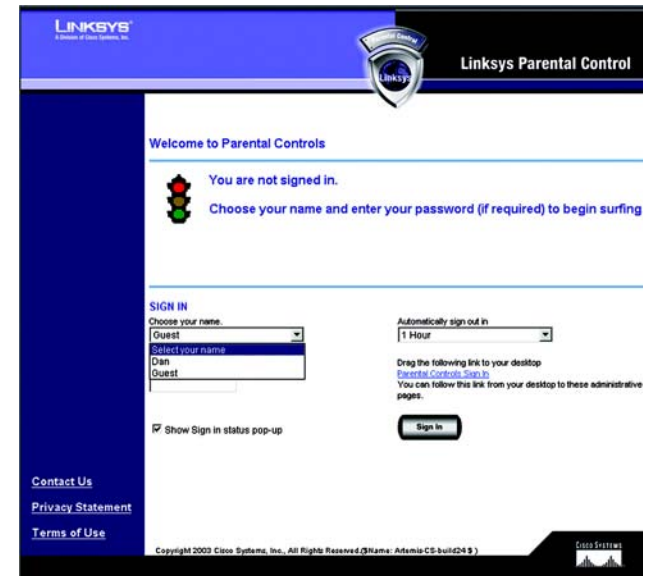 LINKSYS®
A Division of Cisco Systems, Inc.
Parental Control
Linksys
Linksys Parental Control
Welcome to Parental Controls
You are not signed in.
Choose your name and enter your password (if required) to begin surfing
SIGN IN
Choose your name.
Guest
Select your name
Dan
Guest
Automatically sign out in
1 Hour
Drag the following link to your desktop
Parental Controls Sign In
You can follow this link from your desktop to these administrative
pages.
Show Sign in status pop-up
Sign In
Contact Us
Privacy Statement
Terms of Use
Copyright 2003 Cisco Systems, Inc., All Rights Reserved.($Name: Artemis-CS-build24 $ )
CISCO SYSTEMS